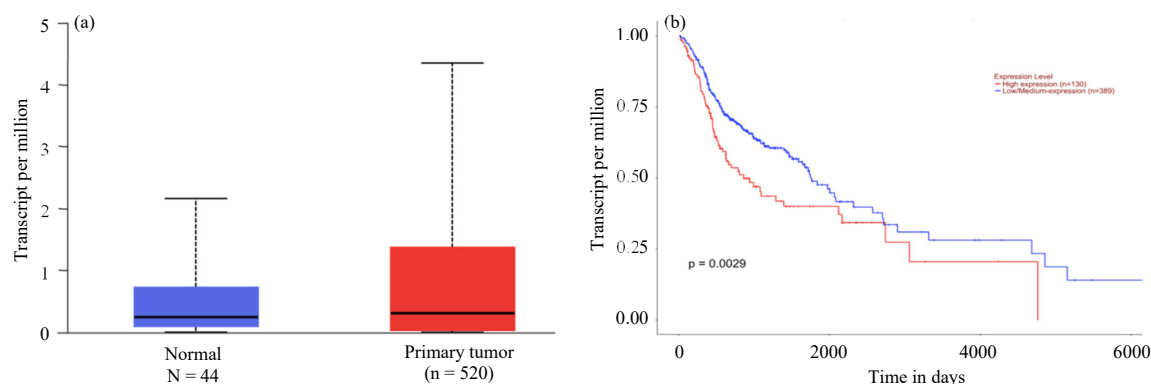 (a)
Transcript per million
5
4
3
2
1
0
Normal
N = 44
Primary tumor
(n = 520)
(b)
Transcript per million
1.00
0.75
0.50
0.25
0.00
Expression Level
High expression (n=130)
Low/Medium-expression (n=389)
p = 0.0029
0 2000 4000 6000
Time in days